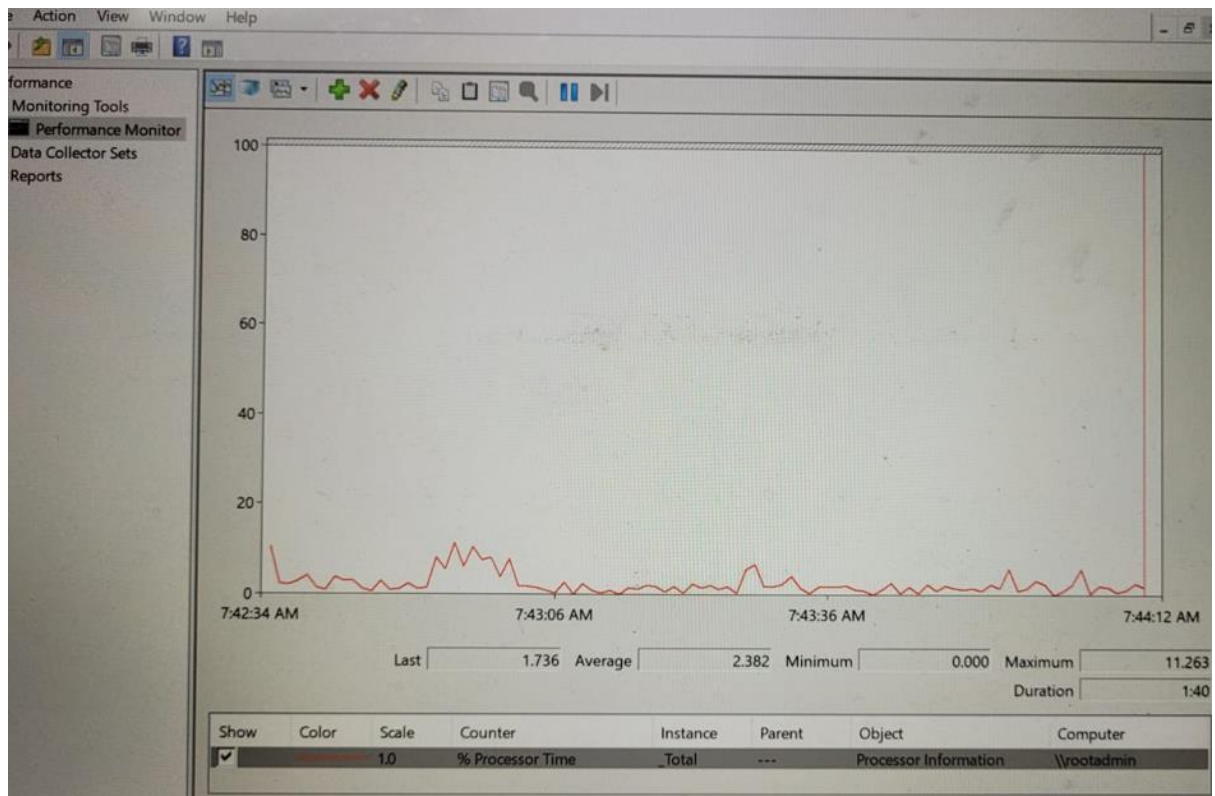 Action View Window Help
Monitoring Tools
Performance Monitor
Data Collector Sets
Reports
100
80
60
40
20
0
7:42:34 AM 7:43:06 AM 7:43:36 AM 7:44:12 AM
Last 1.736 Average 2.382 Minimum 0.000 Maximum 11.263
Duration 1:40
Show Color Scale Counter Instance Parent Object Computer
1.0 % Processor Time _Total --- Processor Information \\rootadmin